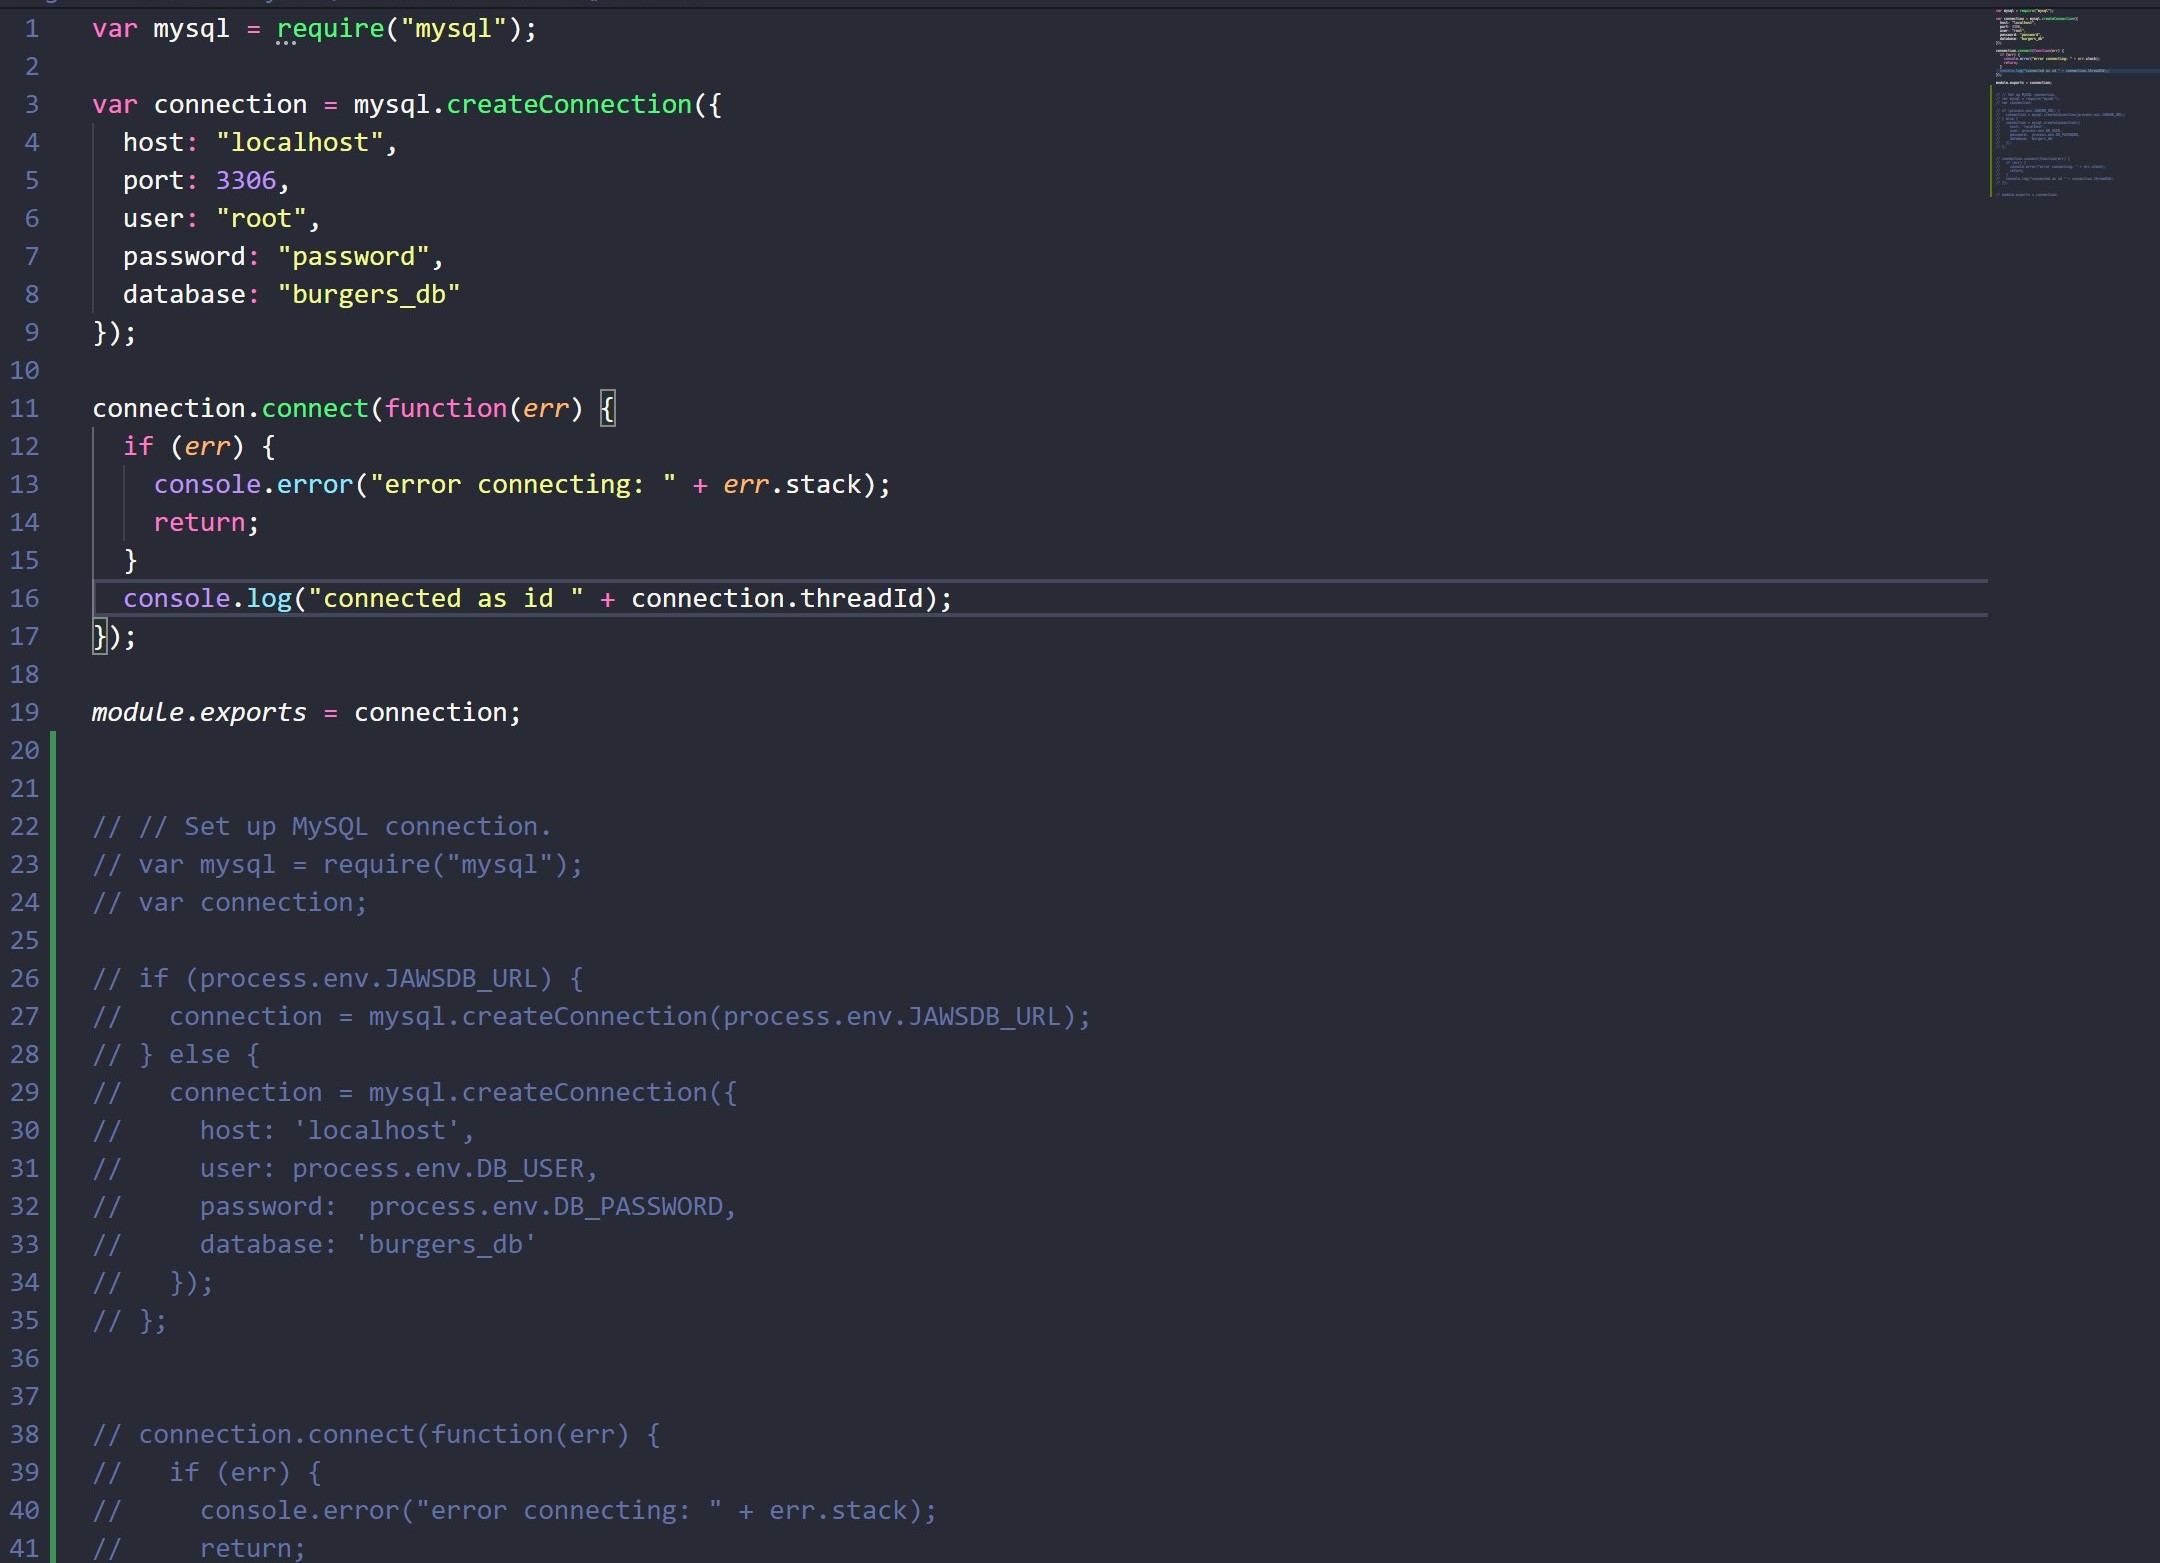 1 var mysql = require("mysql");
2
3 var connection = mysql.createConnection({
4   host: "localhost",
5   port: 3306,
6   user: "root",
7   password: "password",
8   database: "burgers_db"
9 });
10
11 connection.connect(function(err) {
12   if (err) {
13     console.error("error connecting: " + err.stack);
14     return;
15   }
16   console.log("connected as id " + connection.threadId);
17 });
18
19 module.exports = connection;
20
21
22 // // Set up MySQL connection.
23 // var mysql = require("mysql");
24 // var connection;
25
26 // if (process.env.JAWSDB_URL) {
27 //   connection = mysql.createConnection(process.env.JAWSDB_URL);
28 // } else {
29 //   connection = mysql.createConnection({
30 //     host: 'localhost',
31 //     user: process.env.DB_USER,
32 //     password:  process.env.DB_PASSWORD,
33 //     database: 'burgers_db'
34 //   });
35 // };
36
37
38 // connection.connect(function(err) {
39 //   if (err) {
40 //     console.error("error connecting: " + err.stack);
41 //     return;